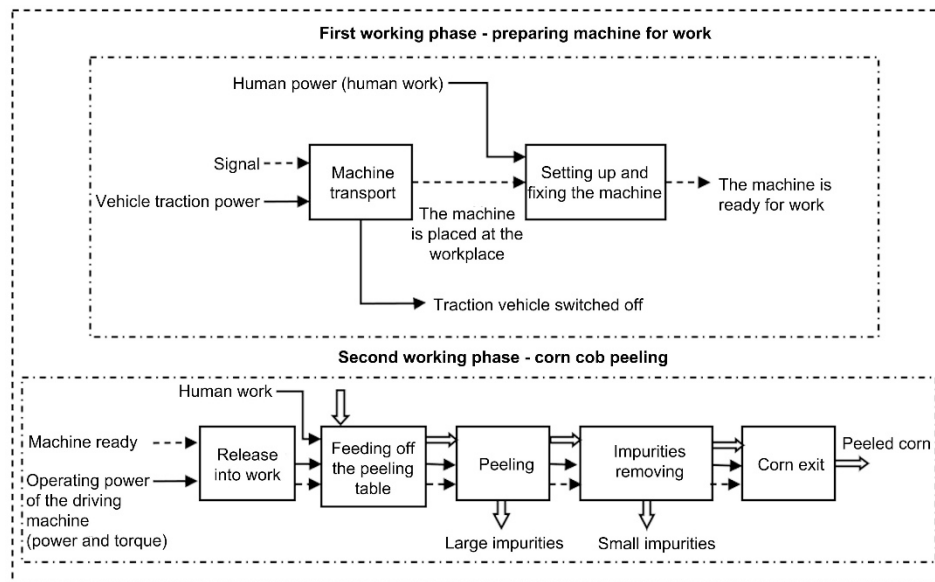 First working phase - preparing machine for work
Human power (human work)
Signal
Vehicle traction power
Machine
transport
The machine
is placed at the
workplace
Setting up and
fixing the machine
The machine is
ready for work
Traction vehicle switched off
Second working phase - corn cob peeling
Human work
Machine ready
Operating power
of the driving
machine
(power and torque)
Release
into work
Feeding off
the peeling
table
Peeling
Large impurities
Impurities
removing
Small impurities
Corn exit
Peeled corn